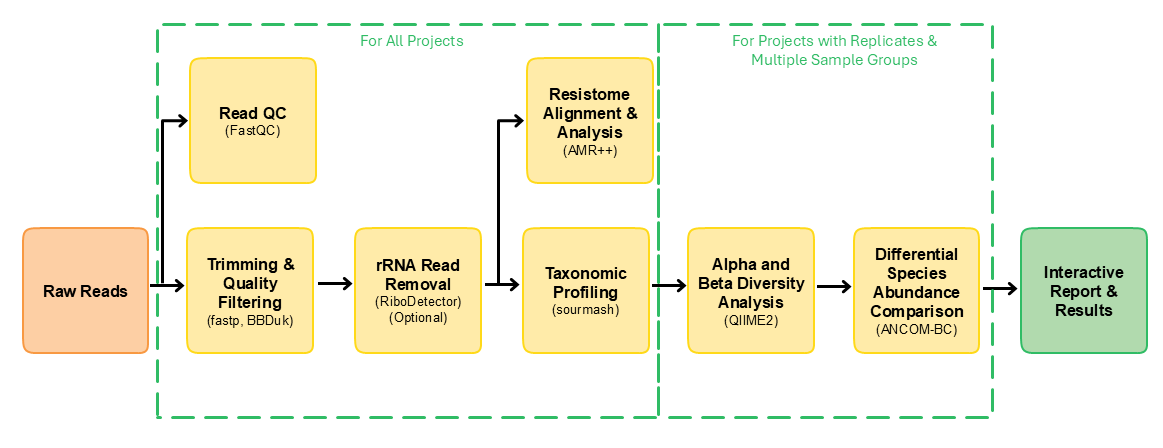 For All Projects
For Projects with Replicates &
Multiple Sample Groups
Read QC
(FastQC)
Resistome
Alignment &
Analysis
(AMR++)
Raw Reads
Trimming &
Quality
Filtering
(fastp, BBDuk)
rRNA Read
Removal
(RiboDetector)
(Optional)
Taxonomic
Profiling
(sourmash)
Alpha and
Beta Diversity
Analysis
(QIIME2)
Differential
Species
Abundance
Comparison
(ANCOM-BC)
Interactive
Report &
Results